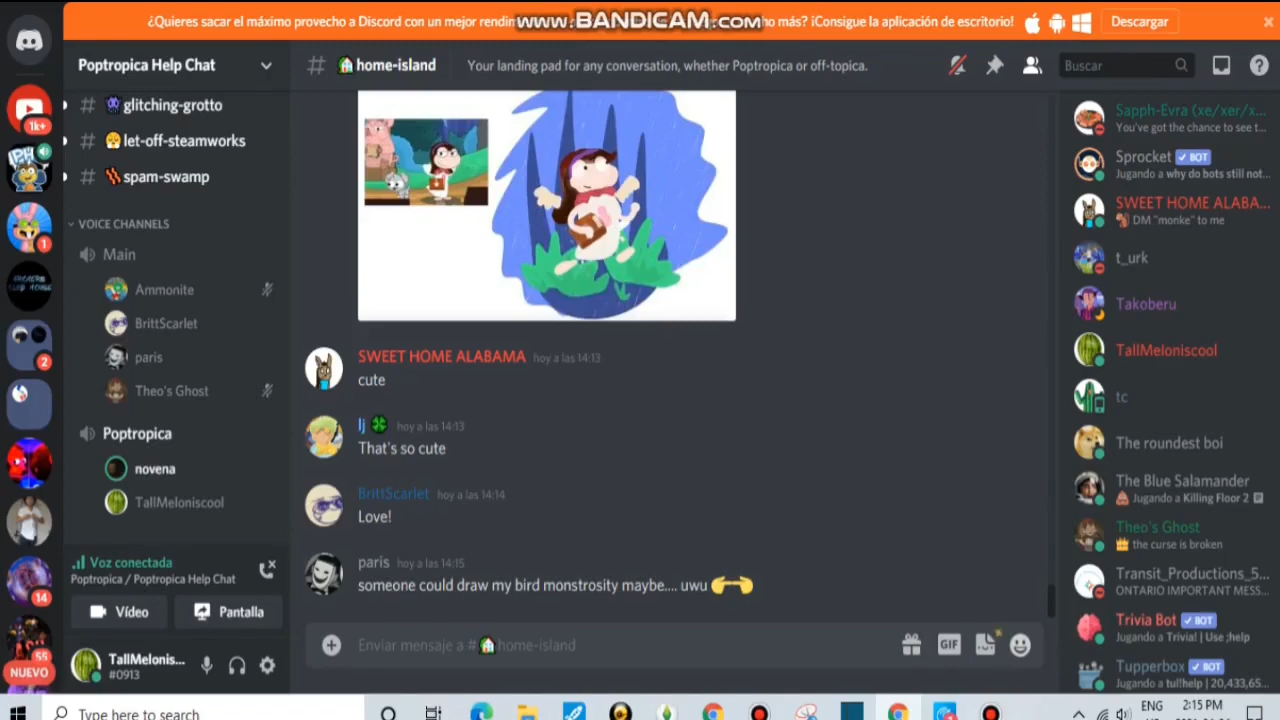 ¿Quieres sacar el máximo provecho a Discord con un mejor rendim www.BANDICAM.com ho más? ¡Consigue la aplicación de escritorio! Descargar
Poptropica Help Chat
# home-island
Your landing pad for any conversation, whether Poptropica or off-topica.
Buscar
1k+
1
2
14
55
NUEVO
# glitching-grotto
# let-off-steamworks
# spam-swamp
VOICE CHANNELS
Main
Ammonite
BrittScarlet
paris
Theo's Ghost
Poptropica
novena
TallMeloniscool
Voz conectada
Poptropica / Poptropica Help Chat
Vídeo
Pantalla
TallMelonis...
#0913
SWEET HOME ALABAMA hoy a las 14:13
cute
lj hoy a las 14:13
That's so cute
BrittScarlet hoy a las 14:14
Love!
paris hoy a las 14:15
someone could draw my bird monstrosity maybe.... uwu
Enviar mensaje a # home-island
GIF
Sapph-Evra (xe/xer/x...
You've got the chance to see t...
Sprocket BOT
Jugando a why do bots still not...
SWEET HOME ALABA...
DM "monke" to me
t_urk
Takoberu
TallMeloniscool
tc
The roundest boi
The Blue Salamander
Jugando a Killing Floor 2
Theo's Ghost
the curse is broken
Transit_Productions_5...
ONTARIO IMPORTANT MESS...
Trivia Bot BOT
Jugando a Trivia! | Use ;help
Tupperbox BOT
Jugando a tul!help | 20,433,65...
Type here to search
ENG
2:15 PM